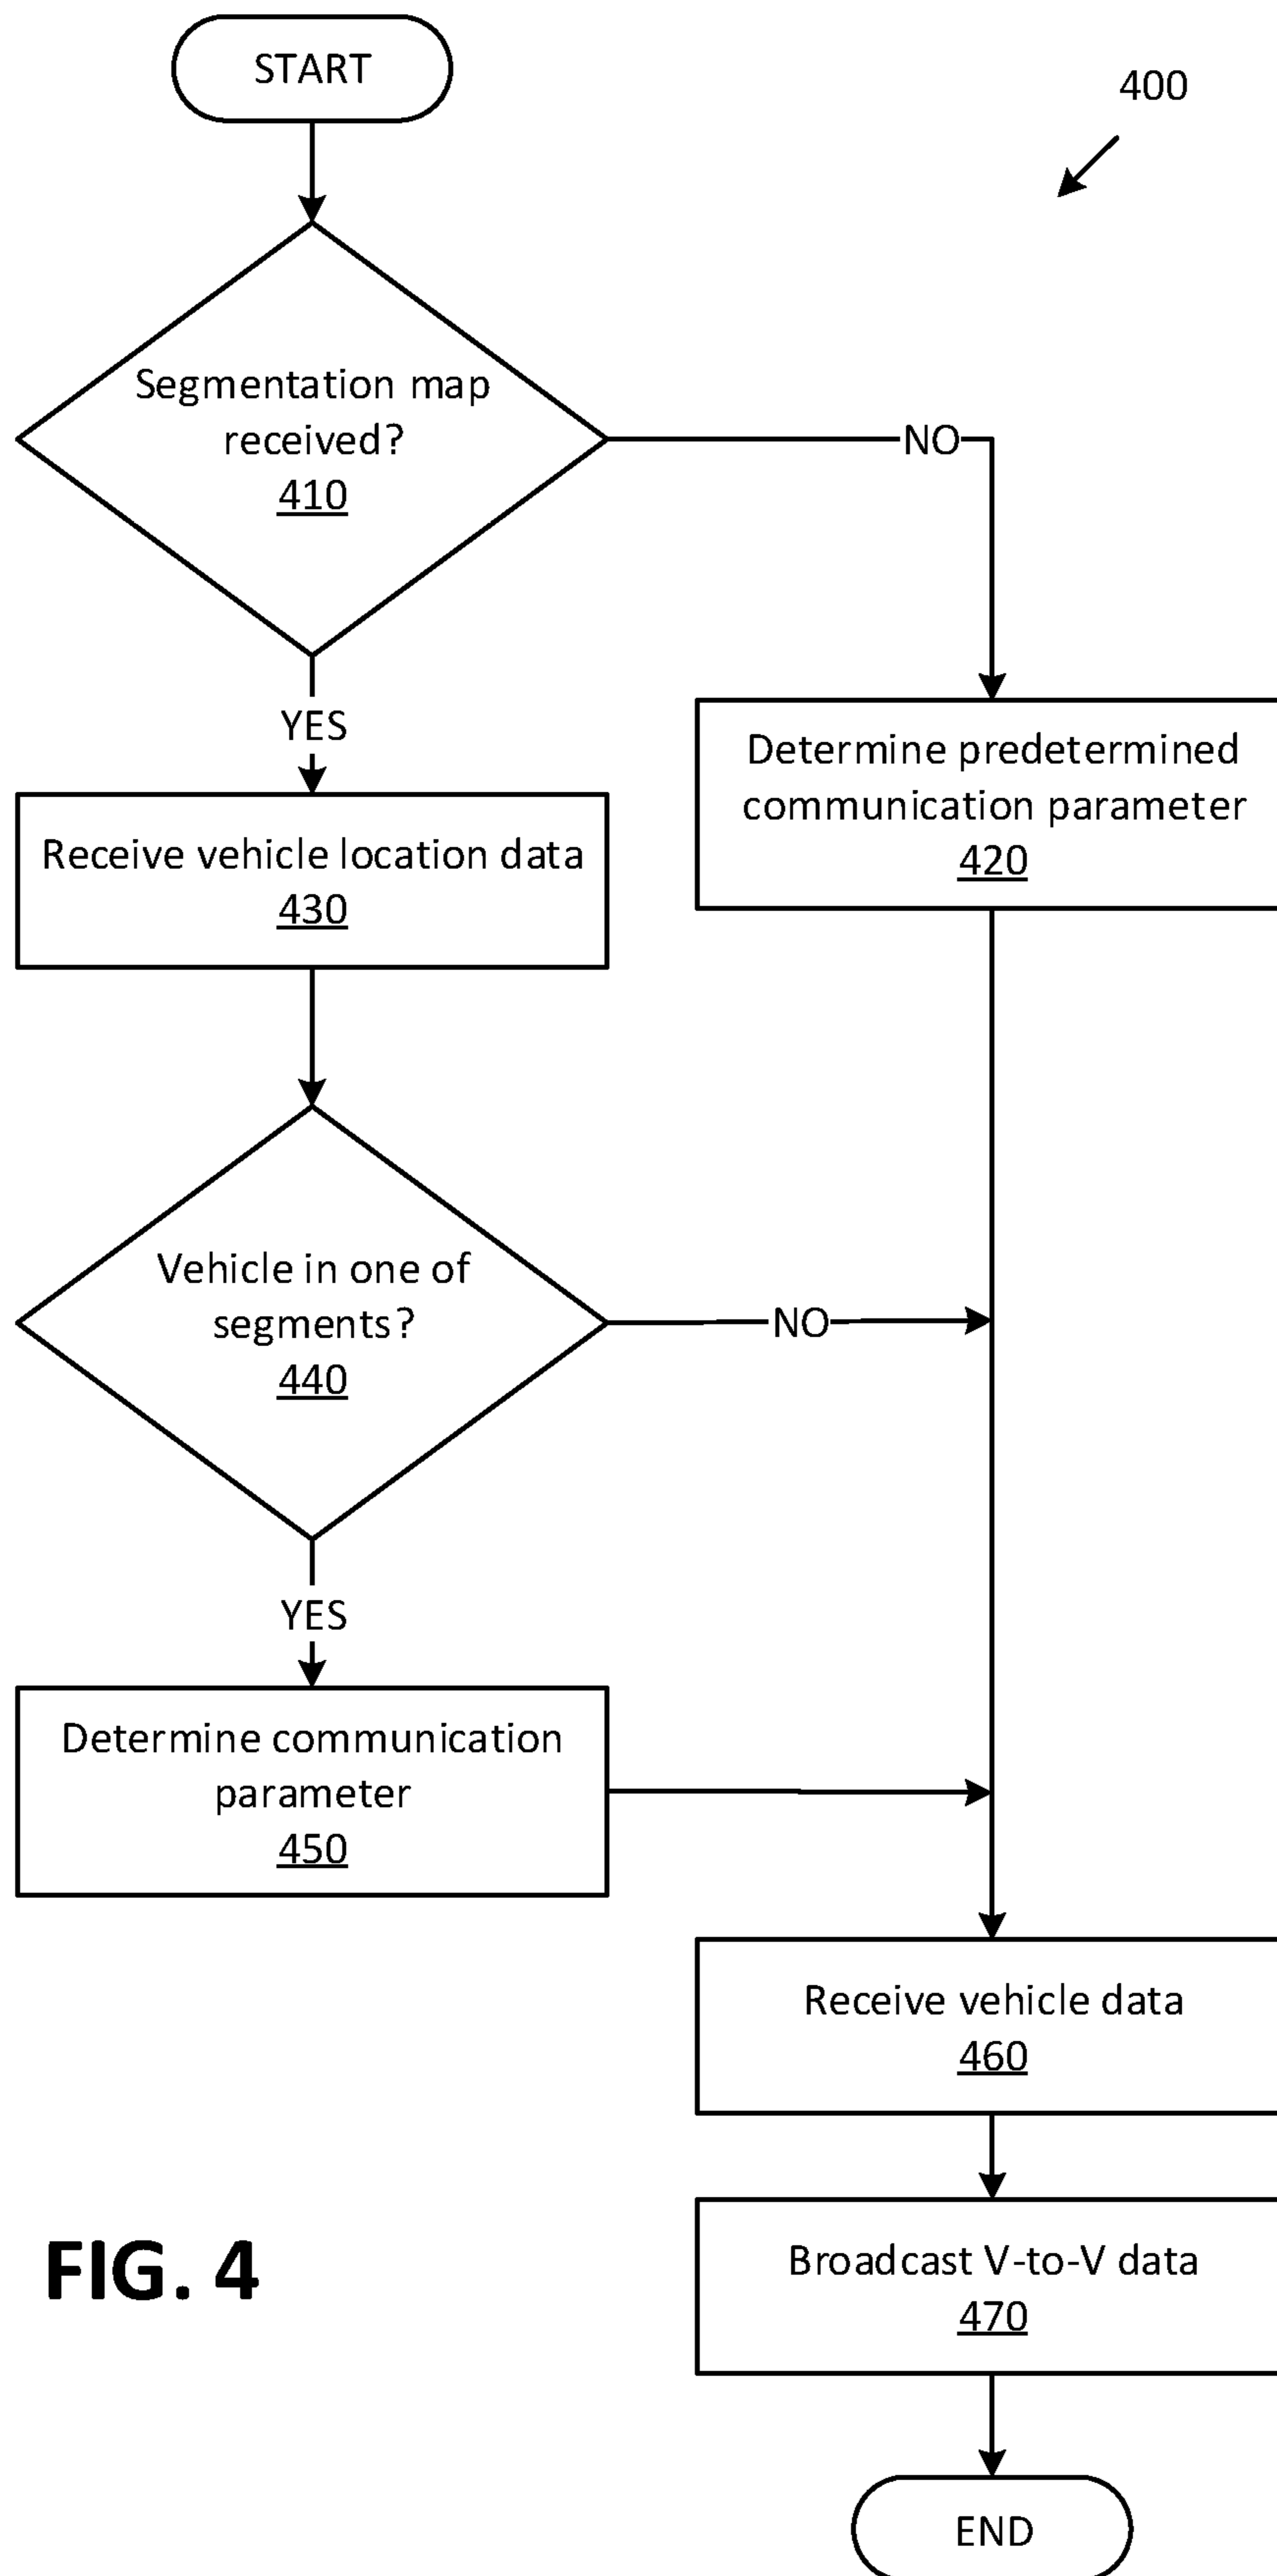 START
400
Segmentation map
received?
410
NO
YES
Determine predetermined
communication parameter
420
Receive vehicle location data
430
Vehicle in one of
segments?
440
NO
YES
Determine communication
parameter
450
Receive vehicle data
460
Broadcast V-to-V data
470
FIG. 4
END